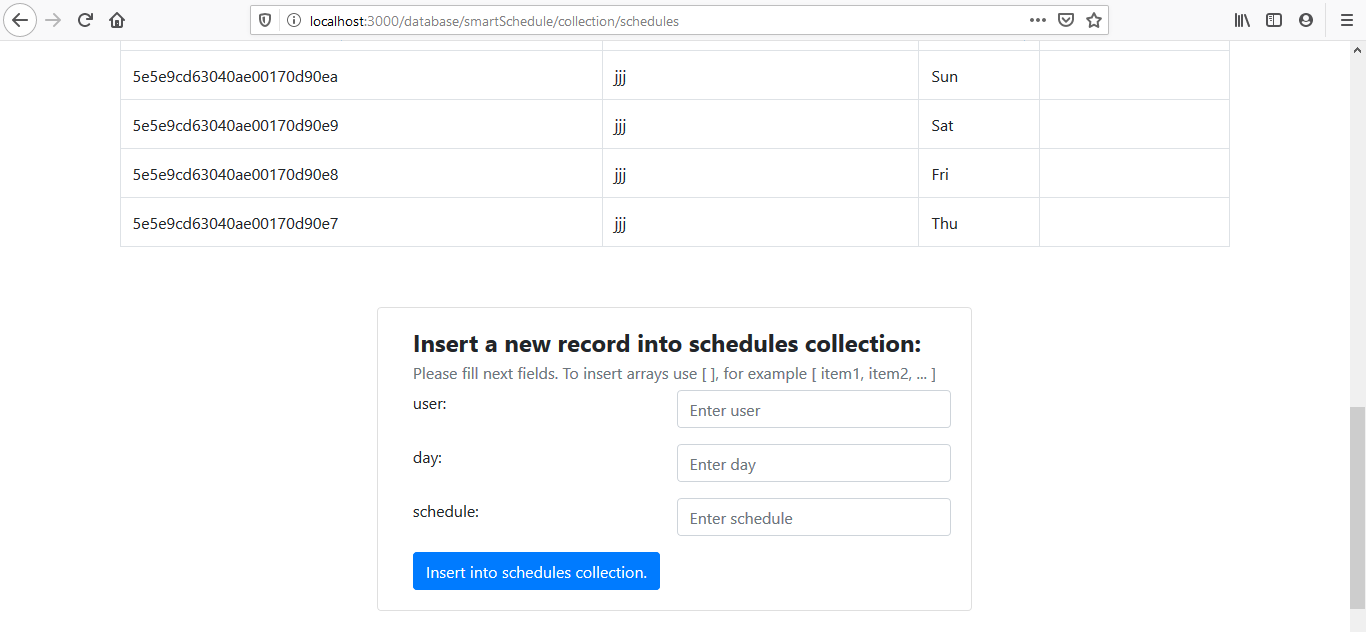 localhost:3000/database/smartSchedule/collection/schedules
5e5e9cd63040ae00170d90ea jjj Sun
5e5e9cd63040ae00170d90e9 jjj Sat
5e5e9cd63040ae00170d90e8 jjj Fri
5e5e9cd63040ae00170d90e7 jjj Thu
Insert a new record into schedules collection:
Please fill next fields. To insert arrays use [ ], for example [ item1, item2, ... ]
user: Enter user
day: Enter day
schedule: Enter schedule
Insert into schedules collection.